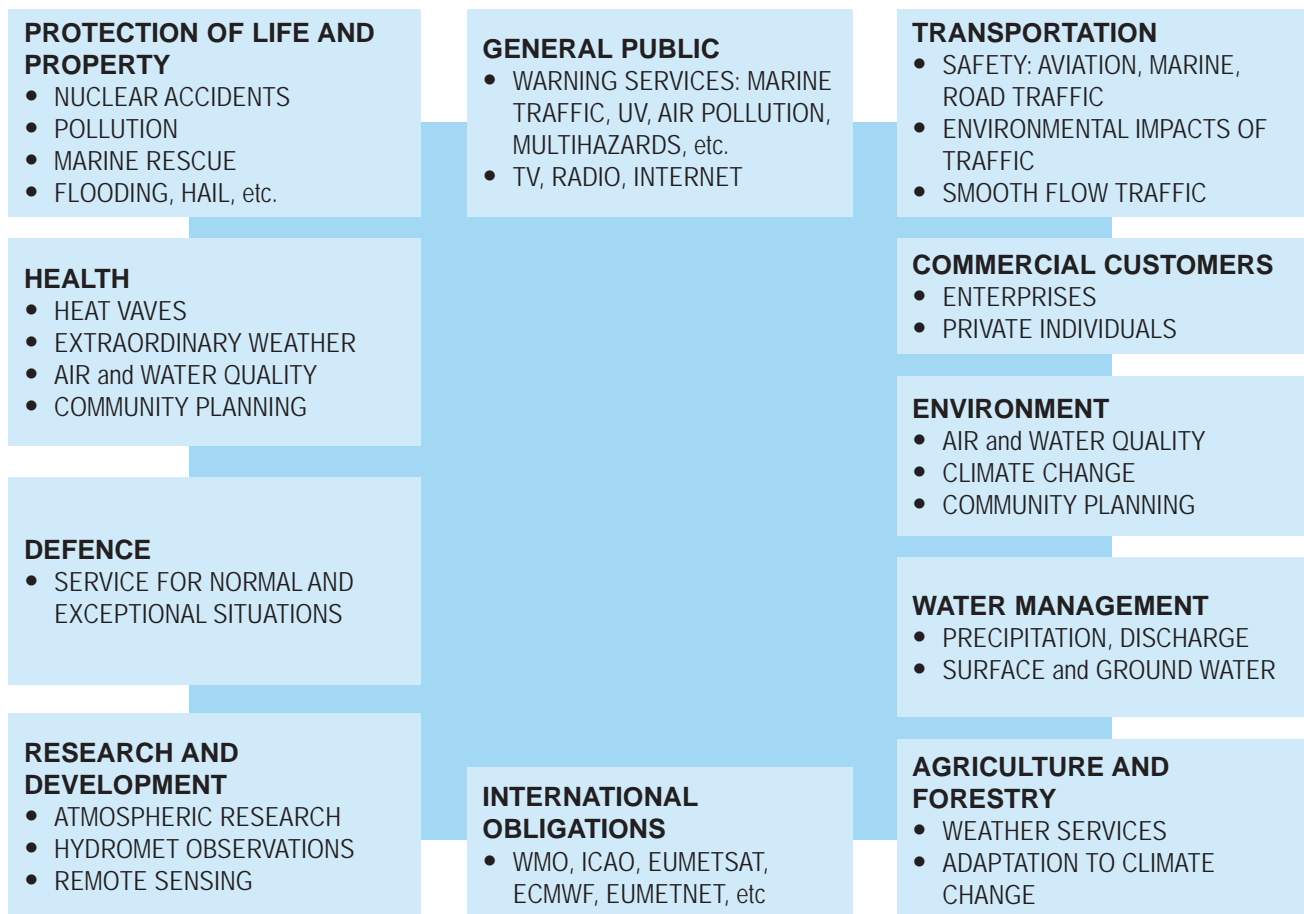 PROTECTION OF LIFE AND
PROPERTY
• NUCLEAR ACCIDENTS
• POLLUTION
• MARINE RESCUE
• FLOODING, HAIL, etc.
GENERAL PUBLIC
• WARNING SERVICES: MARINE
TRAFFIC, UV, AIR POLLUTION,
MULTIHAZARDS, etc.
• TV, RADIO, INTERNET
TRANSPORTATION
• SAFETY: AVIATION, MARINE,
ROAD TRAFFIC
• ENVIRONMENTAL IMPACTS OF
TRAFFIC
• SMOOTH FLOW TRAFFIC
HEALTH
• HEAT VAVES
• EXTRAORDINARY WEATHER
• AIR and WATER QUALITY
• COMMUNITY PLANNING
COMMERCIAL CUSTOMERS
• ENTERPRISES
• PRIVATE INDIVIDUALS
ENVIRONMENT
• AIR and WATER QUALITY
• CLIMATE CHANGE
• COMMUNITY PLANNING
DEFENCE
• SERVICE FOR NORMAL AND
EXCEPTIONAL SITUATIONS
WATER MANAGEMENT
• PRECIPITATION, DISCHARGE
• SURFACE and GROUND WATER
RESEARCH AND
DEVELOPMENT
• ATMOSPHERIC RESEARCH
• HYDROMET OBSERVATIONS
• REMOTE SENSING
INTERNATIONAL
OBLIGATIONS
• WMO, ICAO, EUMETSAT,
ECMWF, EUMETNET, etc
AGRICULTURE AND
FORESTRY
• WEATHER SERVICES
• ADAPTATION TO CLIMATE
CHANGE